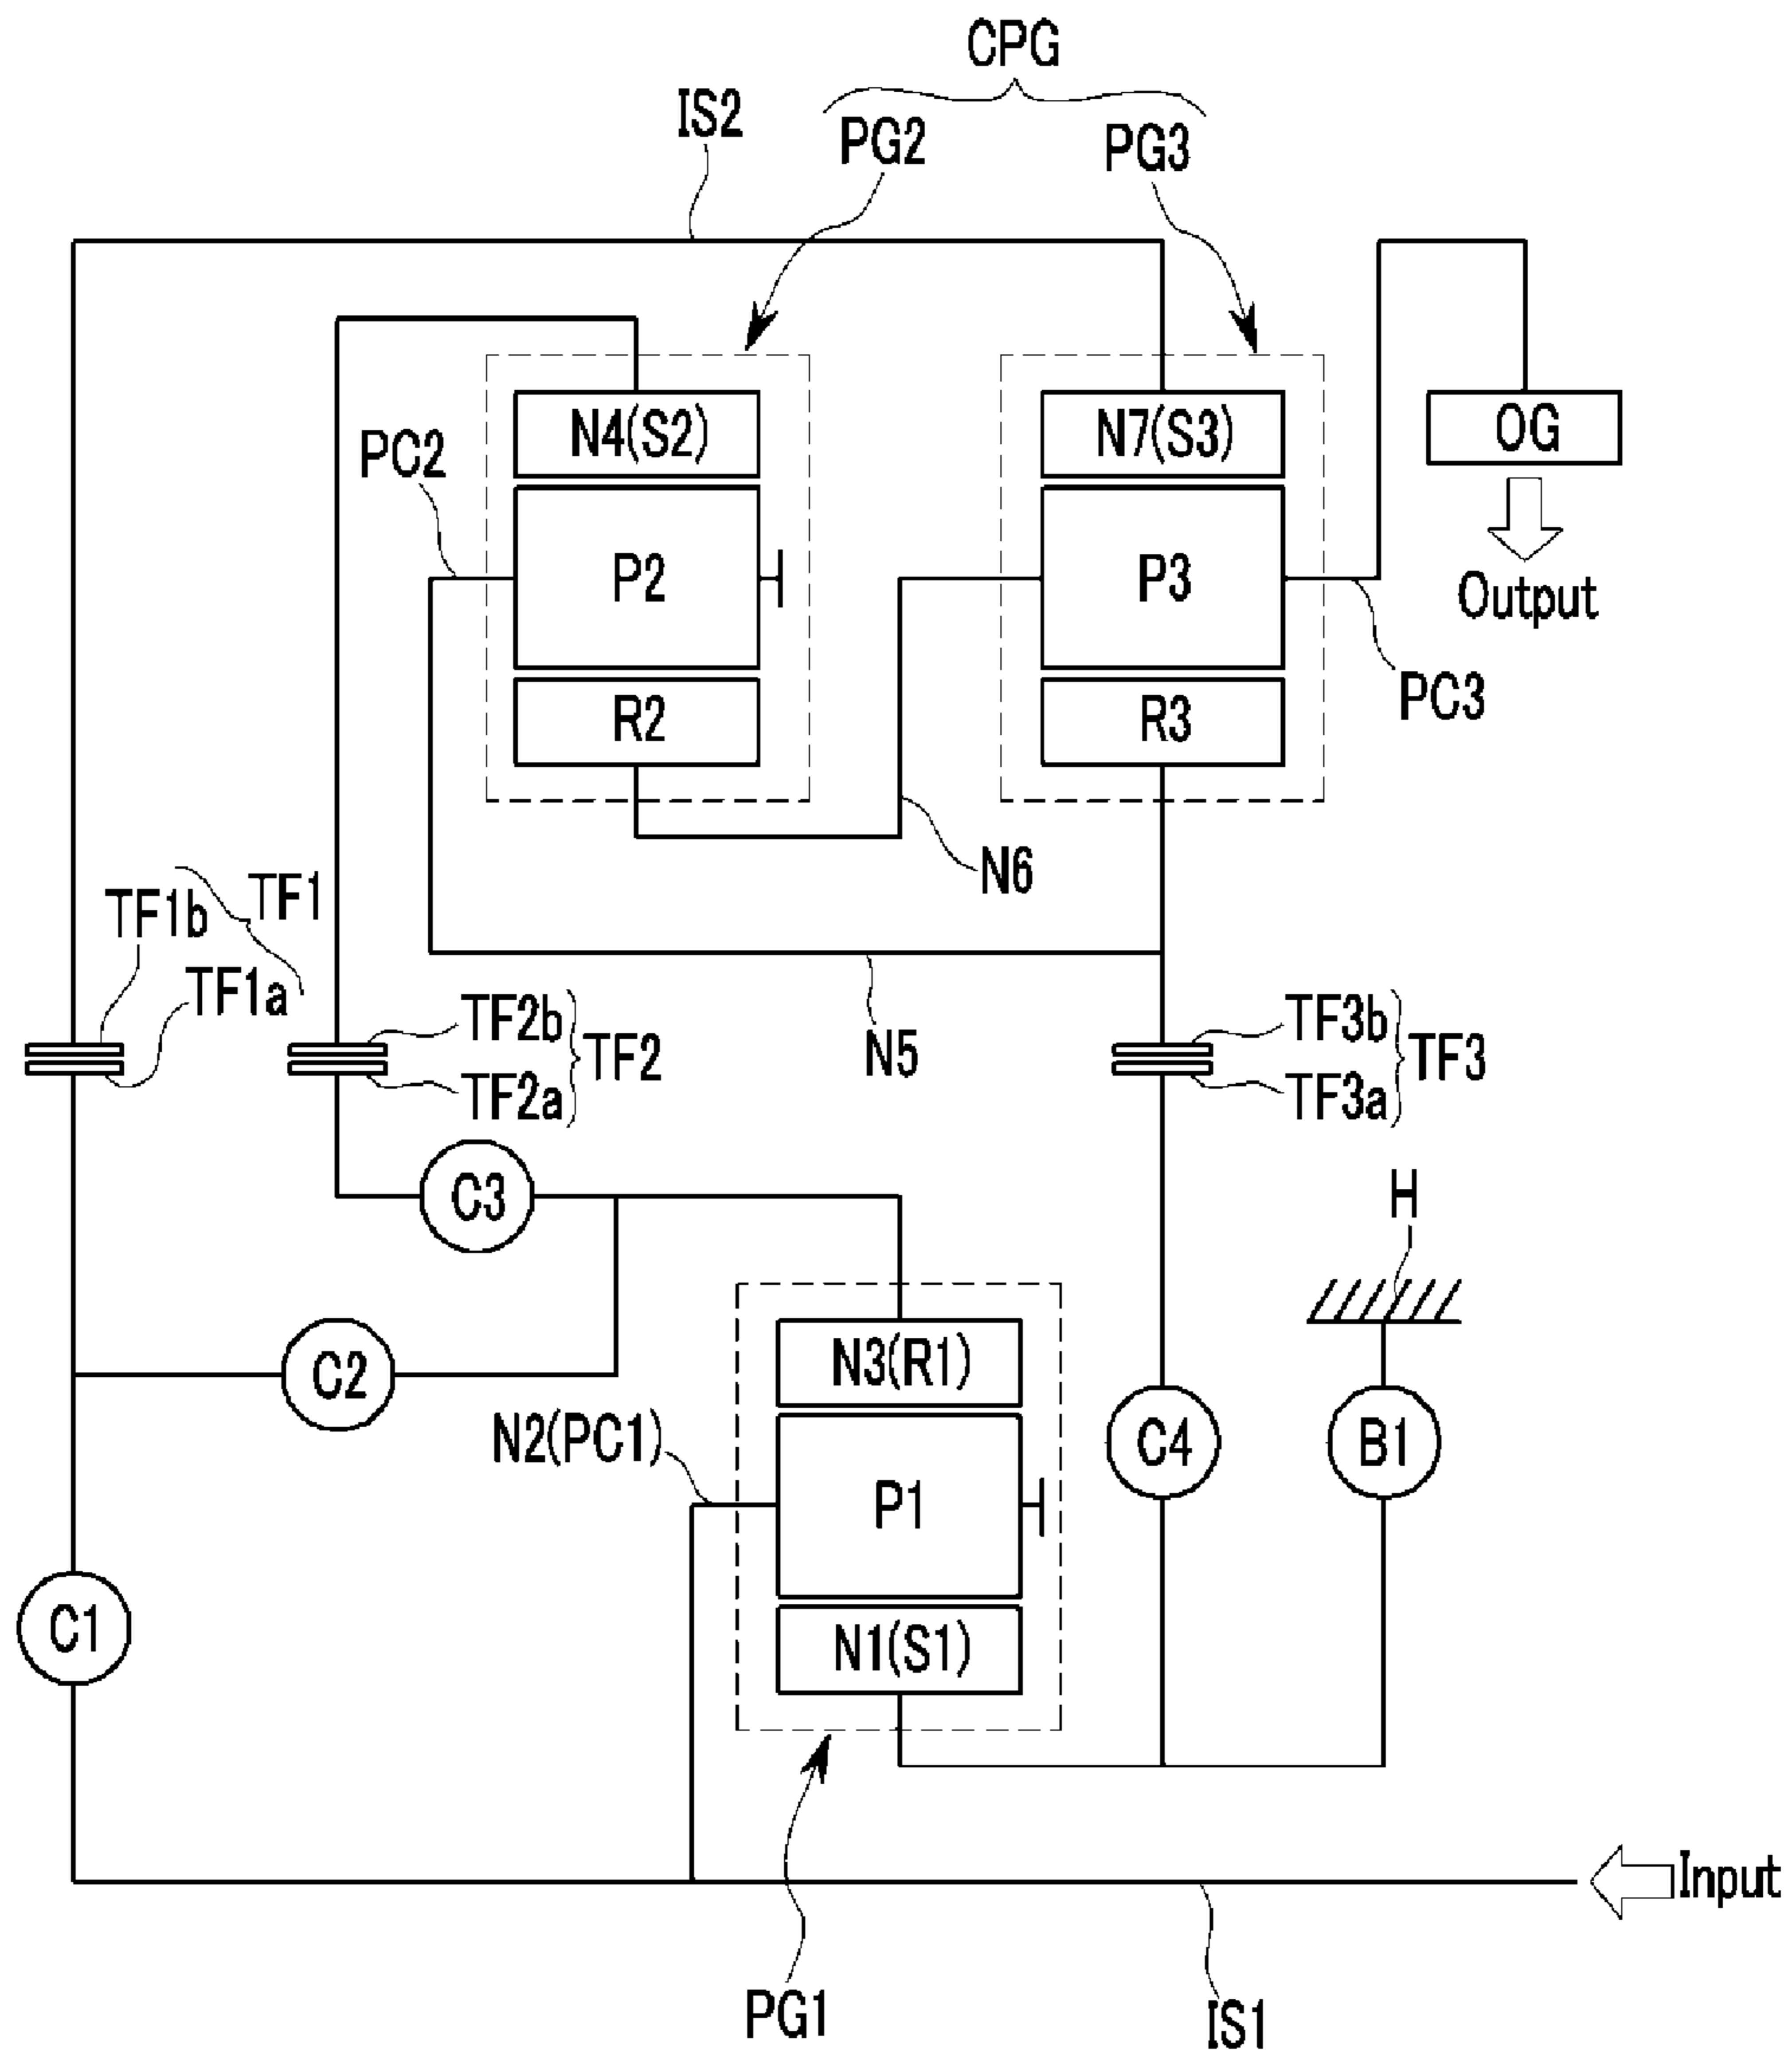 CPG
IS2
PG2
PG3
N4(S2)
N7(S3)
OG
PC2
P2
P3
Output
R2
R3
PC3
N6
TF1
TF1b
TF1a
TF2b
TF2
TF2a
N5
TF3b
TF3
TF3a
C3
H
N3(R1)
C2
N2(PC1)
C4
B1
P1
C1
N1(S1)
Input
PG1
IS1